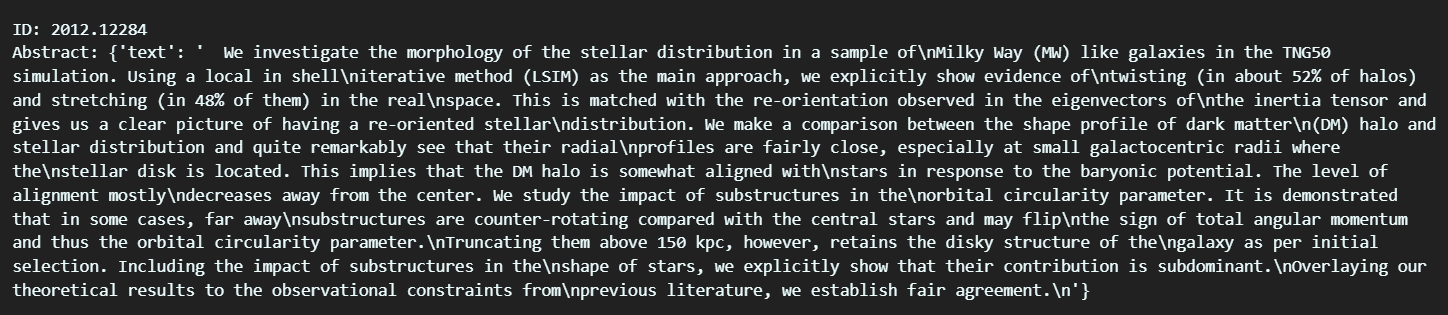 ID: 2012.12284
Abstract: {'text': '  We investigate the morphology of the stellar distribution in a sample of\nMilky Way (MW) like galaxies in the TNG50
simulation. Using a local in shell\niterative method (LSIM) as the main approach, we explicitly show evidence of\ntwisting (in about 52% of halos)
and stretching (in 48% of them) in the real\nspace. This is matched with the re-orientation observed in the eigenvectors of\nthe inertia tensor and
gives us a clear picture of having a re-oriented stellar\ndistribution. We make a comparison between the shape profile of dark matter\n(DM) halo and
stellar distribution and quite remarkably see that their radial\nprofiles are fairly close, especially at small galactocentric radii where
the\nstellar disk is located. This implies that the DM halo is somewhat aligned with\nstars in response to the baryonic potential. The level of
alignment mostly\ndecreases away from the center. We study the impact of substructures in the\norbital circularity parameter. It is demonstrated
that in some cases, far away\nsubstructures are counter-rotating compared with the central stars and may flip\nthe sign of total angular momentum
and thus the orbital circularity parameter.\nTruncating them above 150 kpc, however, retains the disky structure of the\ngalaxy as per initial
selection. Including the impact of substructures in the\nshape of stars, we explicitly show that their contribution is subdominant.\nOverlaying our
theoretical results to the observational constraints from\nprevious literature, we establish fair agreement.\n'}